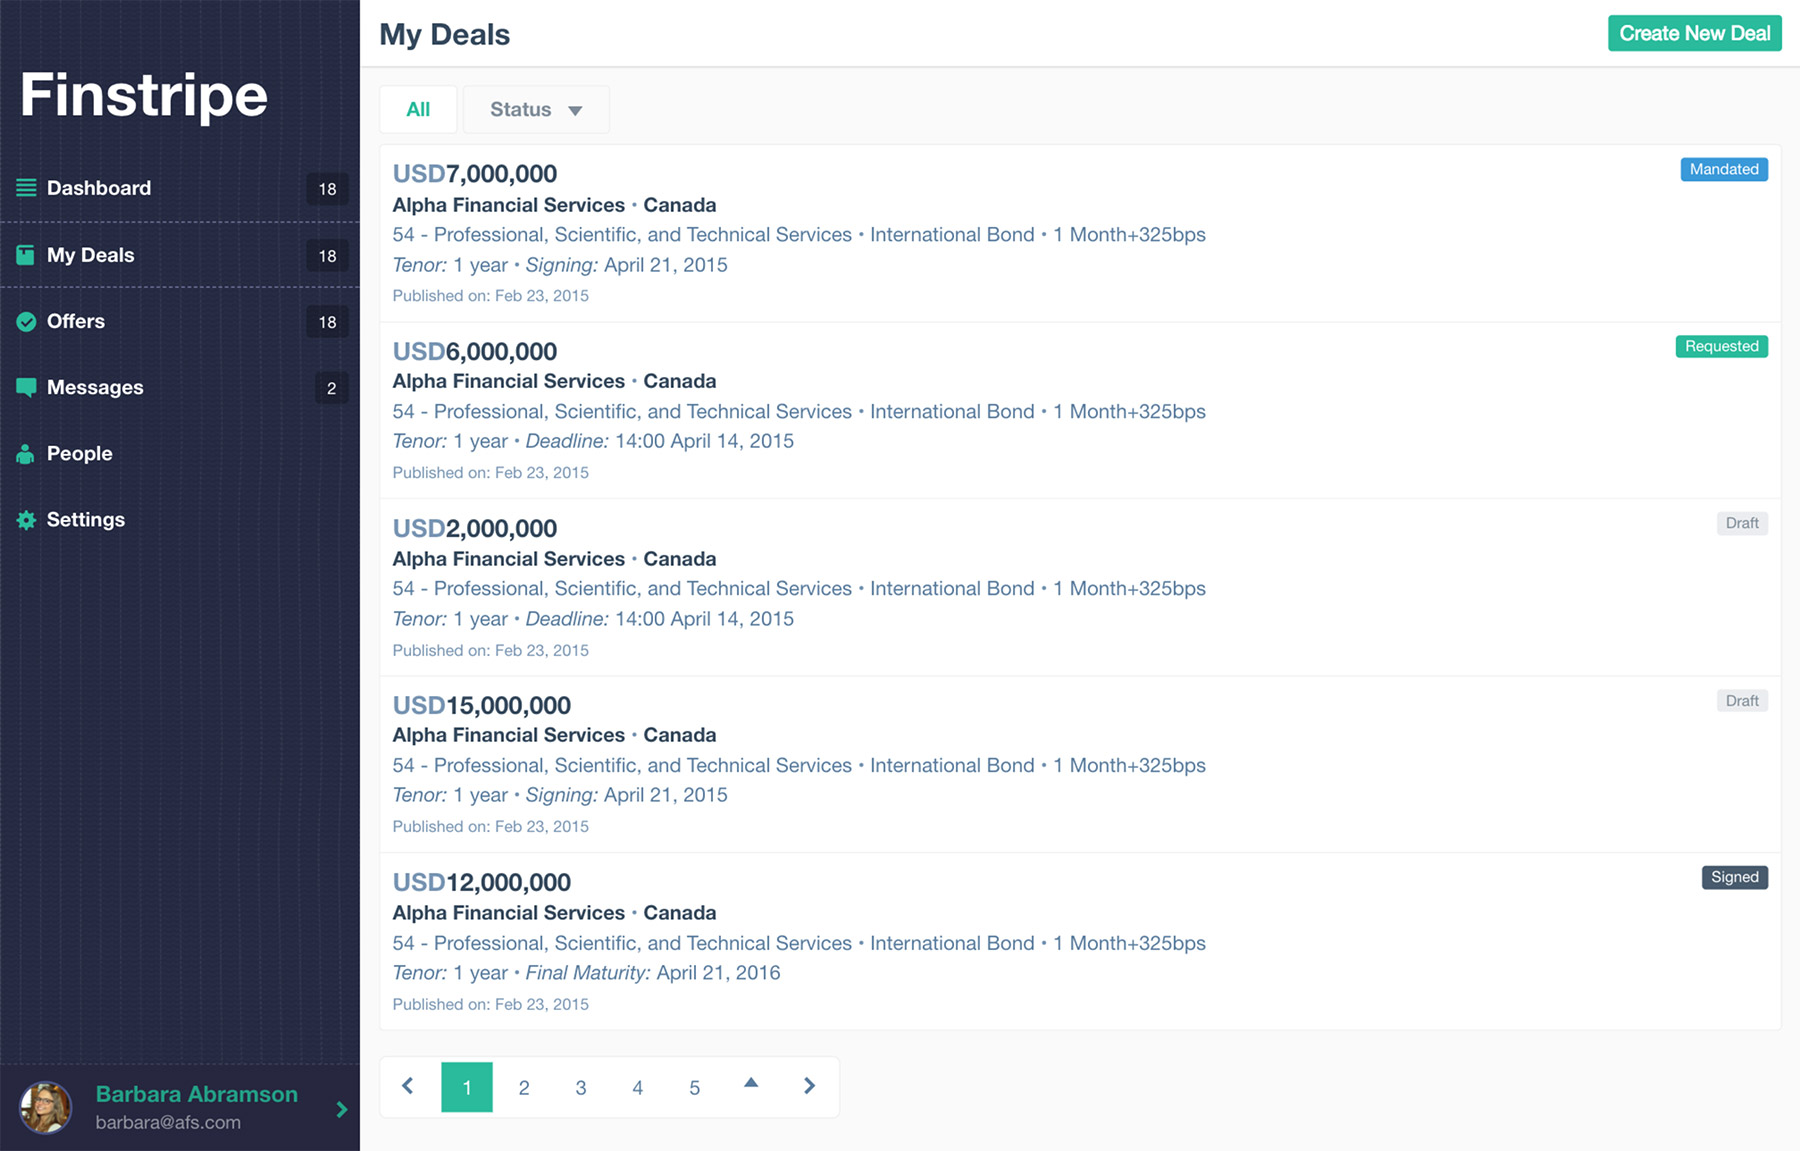 Finstripe
Dashboard 18
My Deals 18
Offers 18
Messages 2
People
Settings
Barbara Abramson
barbara@afs.com
My Deals
Create New Deal
All
Status
USD7,000,000
Mandated
Alpha Financial Services • Canada
54 - Professional, Scientific, and Technical Services • International Bond • 1 Month+325bps
Tenor: 1 year • Signing: April 21, 2015
Published on: Feb 23, 2015
USD6,000,000
Requested
Alpha Financial Services • Canada
54 - Professional, Scientific, and Technical Services • International Bond • 1 Month+325bps
Tenor: 1 year • Deadline: 14:00 April 14, 2015
Published on: Feb 23, 2015
USD2,000,000
Draft
Alpha Financial Services • Canada
54 - Professional, Scientific, and Technical Services • International Bond • 1 Month+325bps
Tenor: 1 year • Deadline: 14:00 April 14, 2015
Published on: Feb 23, 2015
USD15,000,000
Draft
Alpha Financial Services • Canada
54 - Professional, Scientific, and Technical Services • International Bond • 1 Month+325bps
Tenor: 1 year • Signing: April 21, 2015
Published on: Feb 23, 2015
USD12,000,000
Signed
Alpha Financial Services • Canada
54 - Professional, Scientific, and Technical Services • International Bond • 1 Month+325bps
Tenor: 1 year • Final Maturity: April 21, 2016
Published on: Feb 23, 2015
1 2 3 4 5